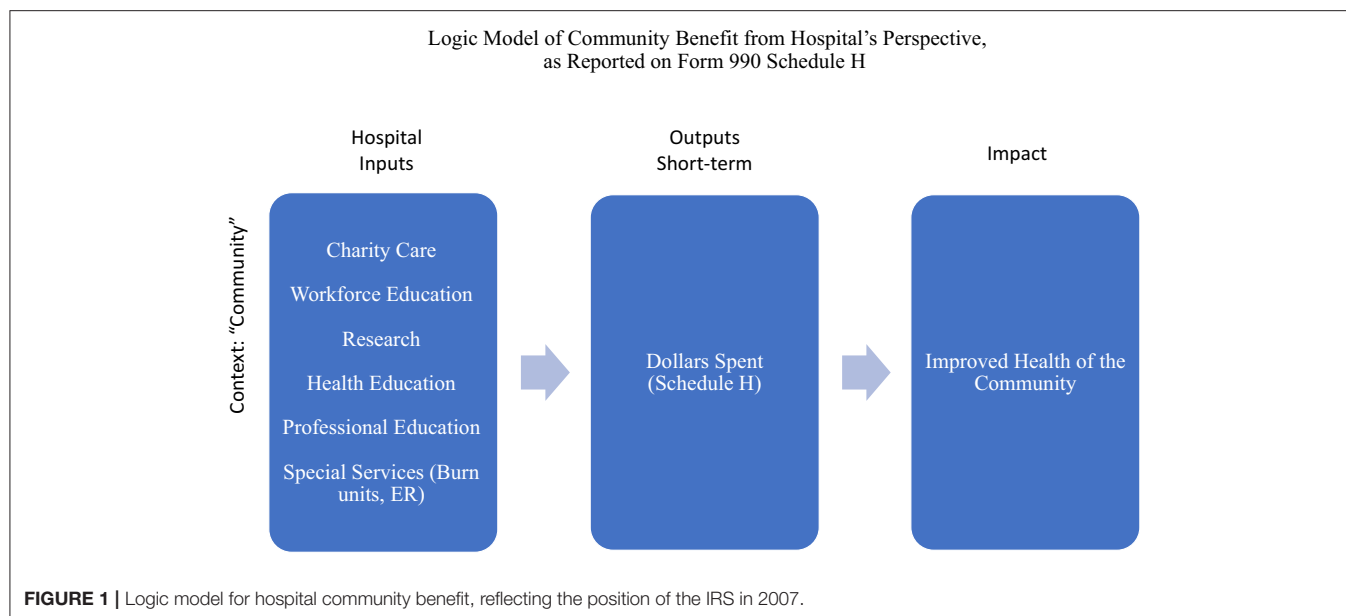 Logic Model of Community Benefit from Hospital's Perspective,
as Reported on Form 990 Schedule H
Hospital
Inputs
Outputs
Short-term
Impact
Context: "Community"
Charity Care
Workforce Education
Research
Health Education
Professional Education
Special Services (Burn
units, ER)
Dollars Spent
(Schedule H)
Improved Health of the
Community
FIGURE 1 | Logic model for hospital community benefit, reflecting the position of the IRS in 2007.